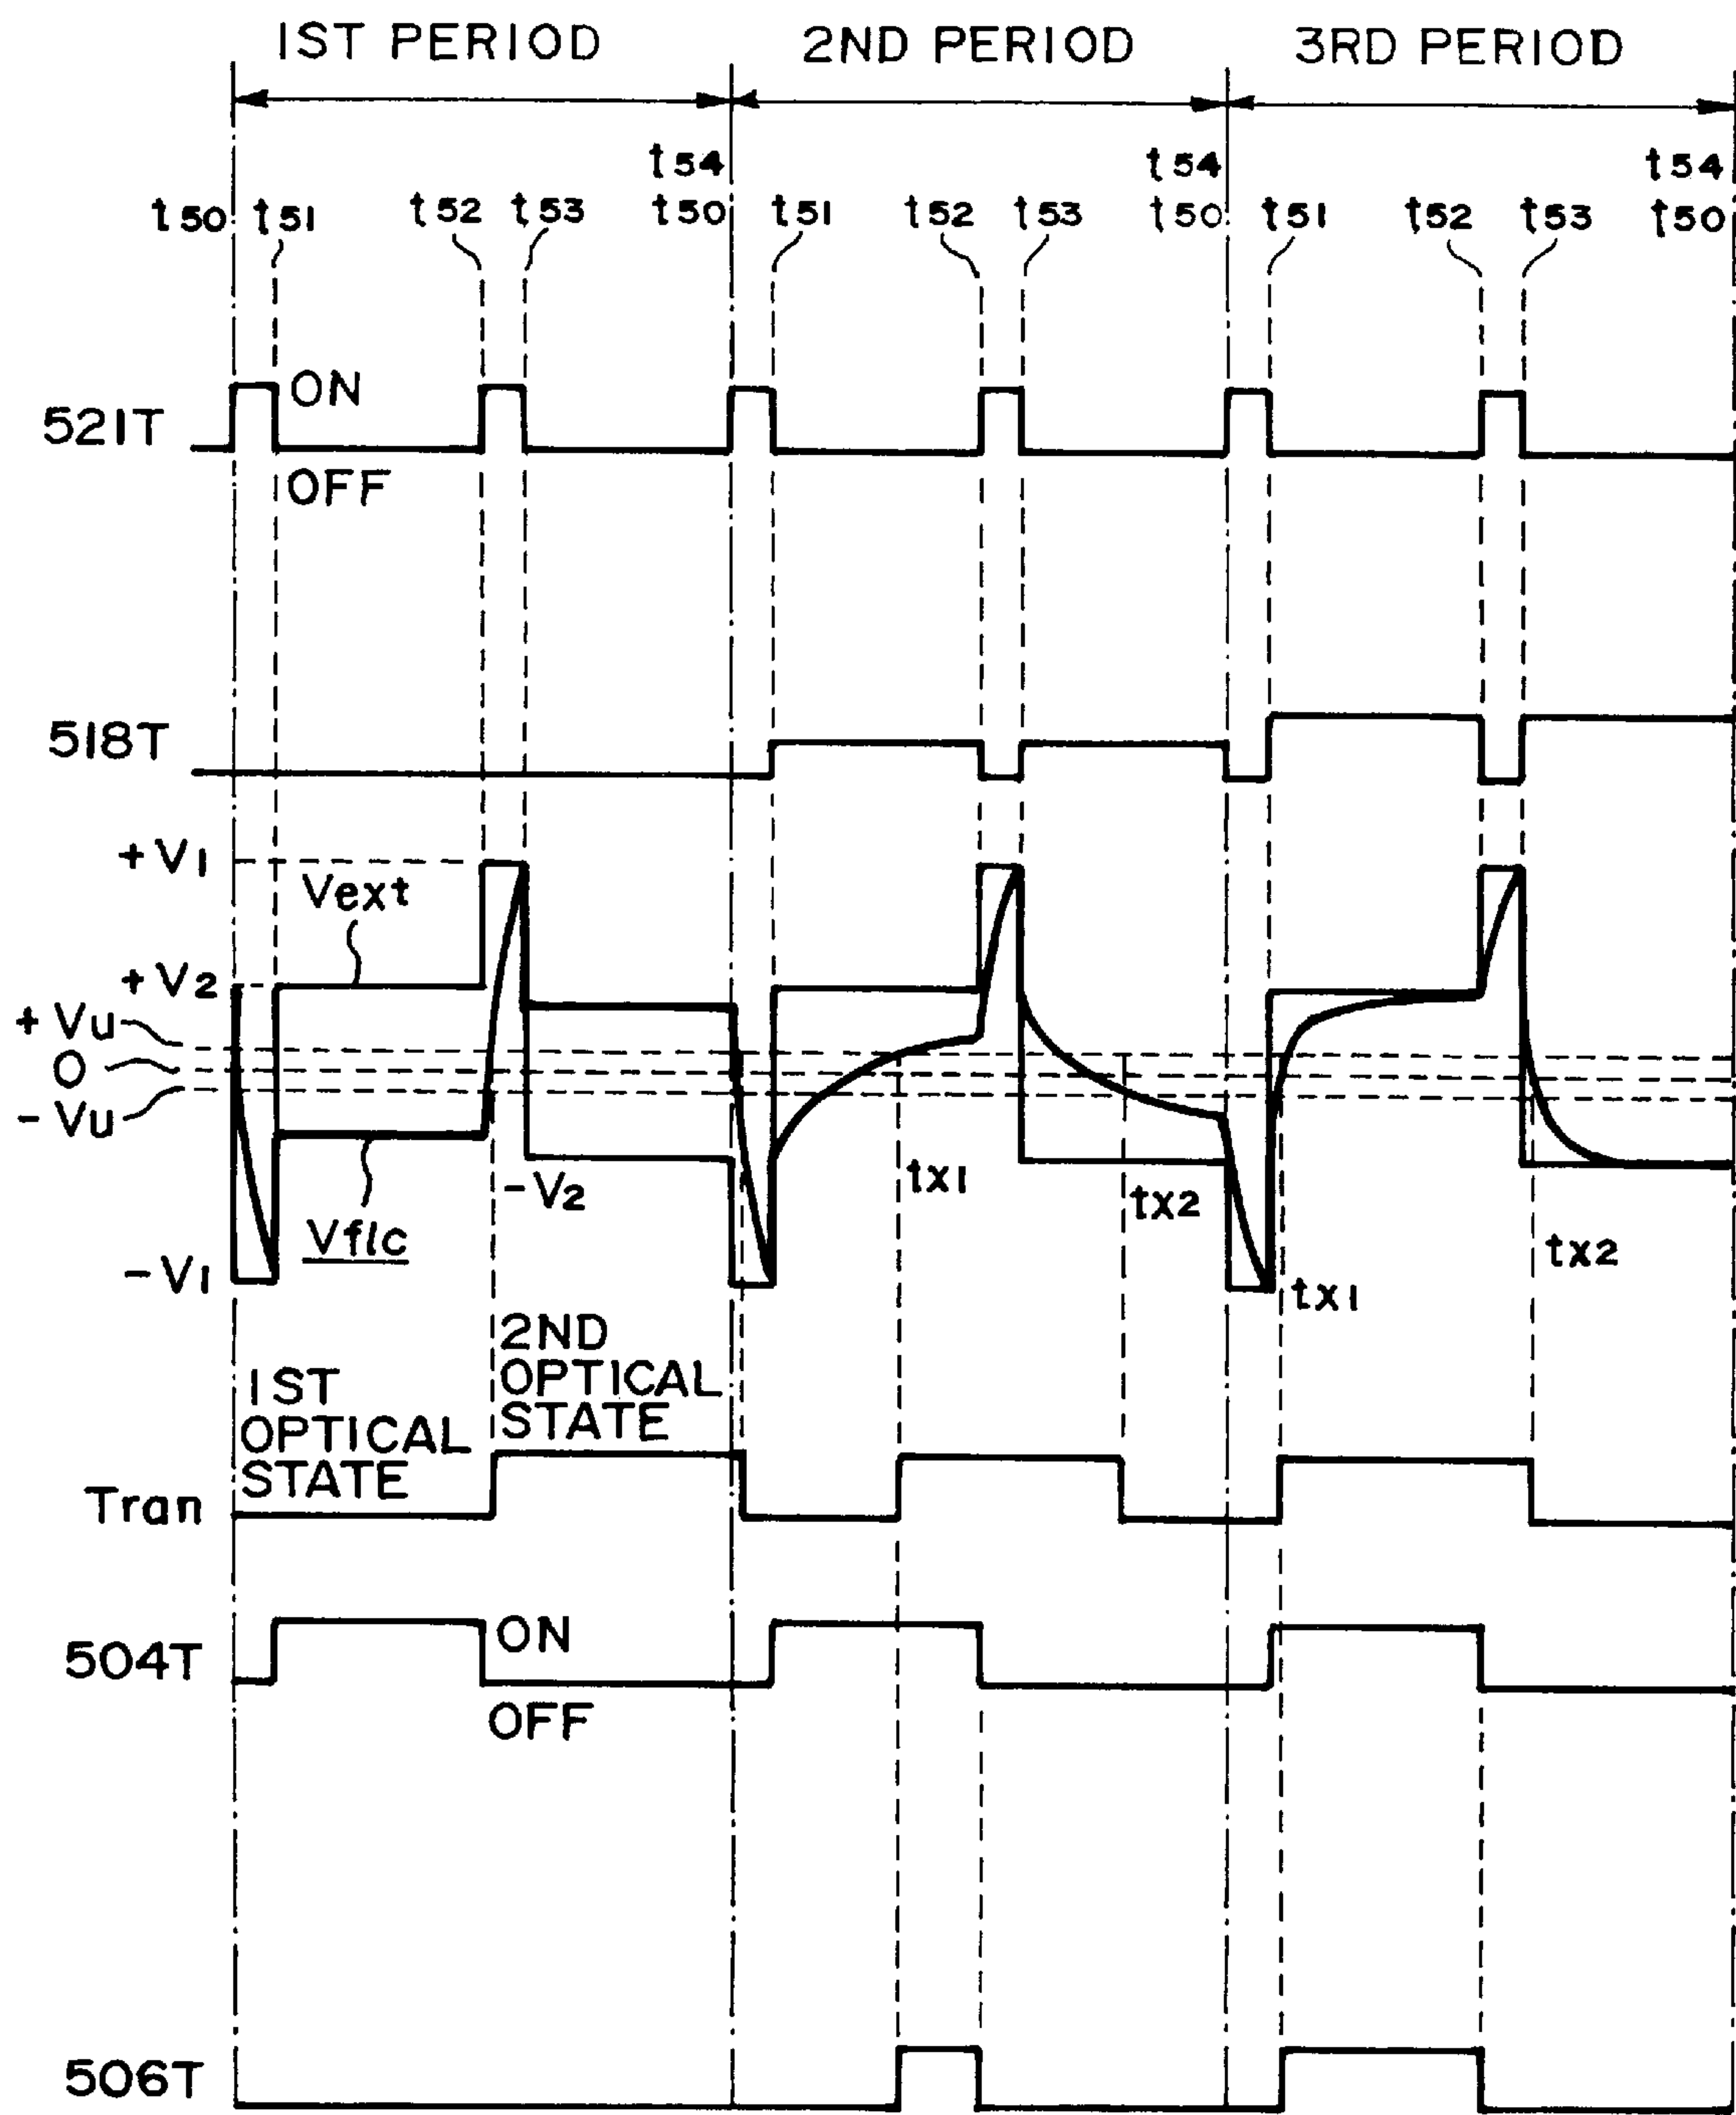 1ST PERIOD 2ND PERIOD 3RD PERIOD
t54 t54 t54
t50 t51 t52 t53 t50 t51 t52 t53 t50 t51 t52 t53 t50
ON
521T
OFF
518T
+V1
Vext
+V2
+Vu
0
-Vu
tx1
-V2
tx2
Vflc
tx2
-V1
tx1
2ND
OPTICAL
STATE
1ST
OPTICAL
STATE
Tran
ON
504T
OFF
506T